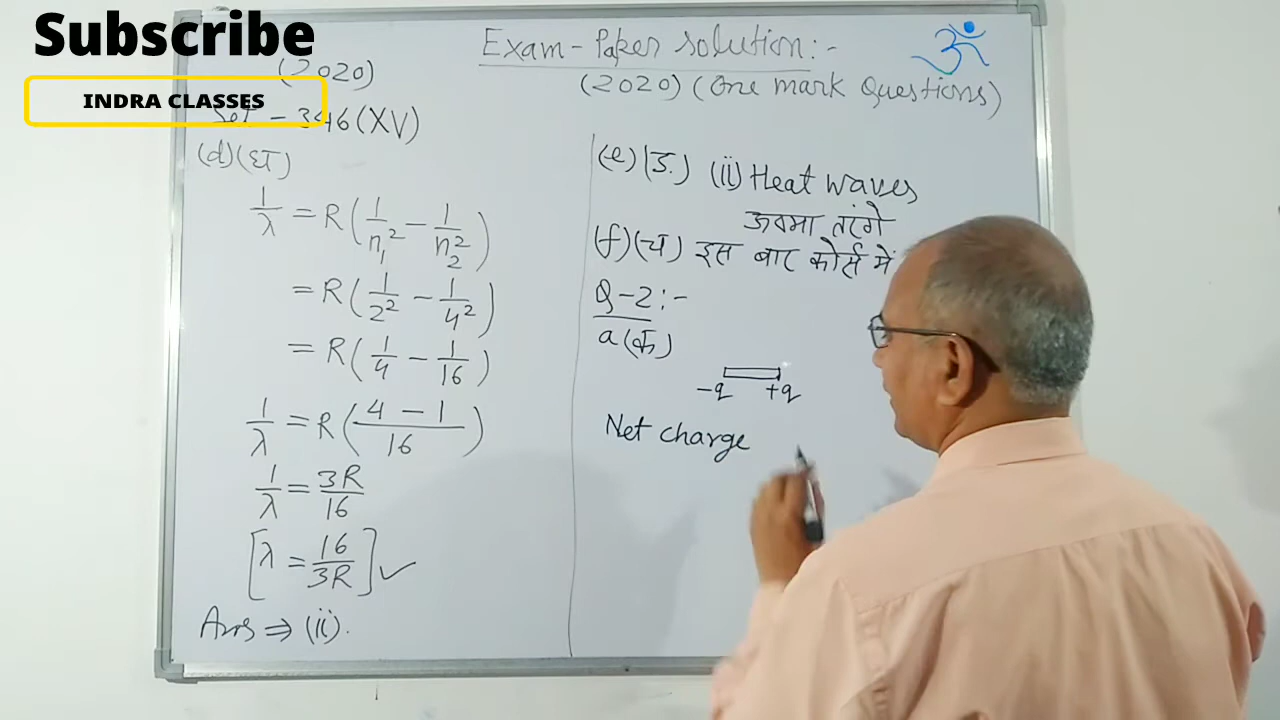 Subscribe
INDRA CLASSES
Exam-Paper solution:-
(2020) (One mark Questions)
ॐ
(2020)
Set - 346(XV)
(d)(घ)
1/λ = R(1/n₁² - 1/n₂²)
= R(1/2² - 1/4²)
= R(1/4 - 1/16)
1/λ = R(4 - 1/16)
1/λ = 3R/16
[λ = 16/3R]✓
Ans ⇒ (ii).
(e)(ङ.) (ii) Heat waves
ऊष्मा तरंगे
(f)(च) इस बार कोर्स में
Q-2:-
a(क)
-q +q
Net charge